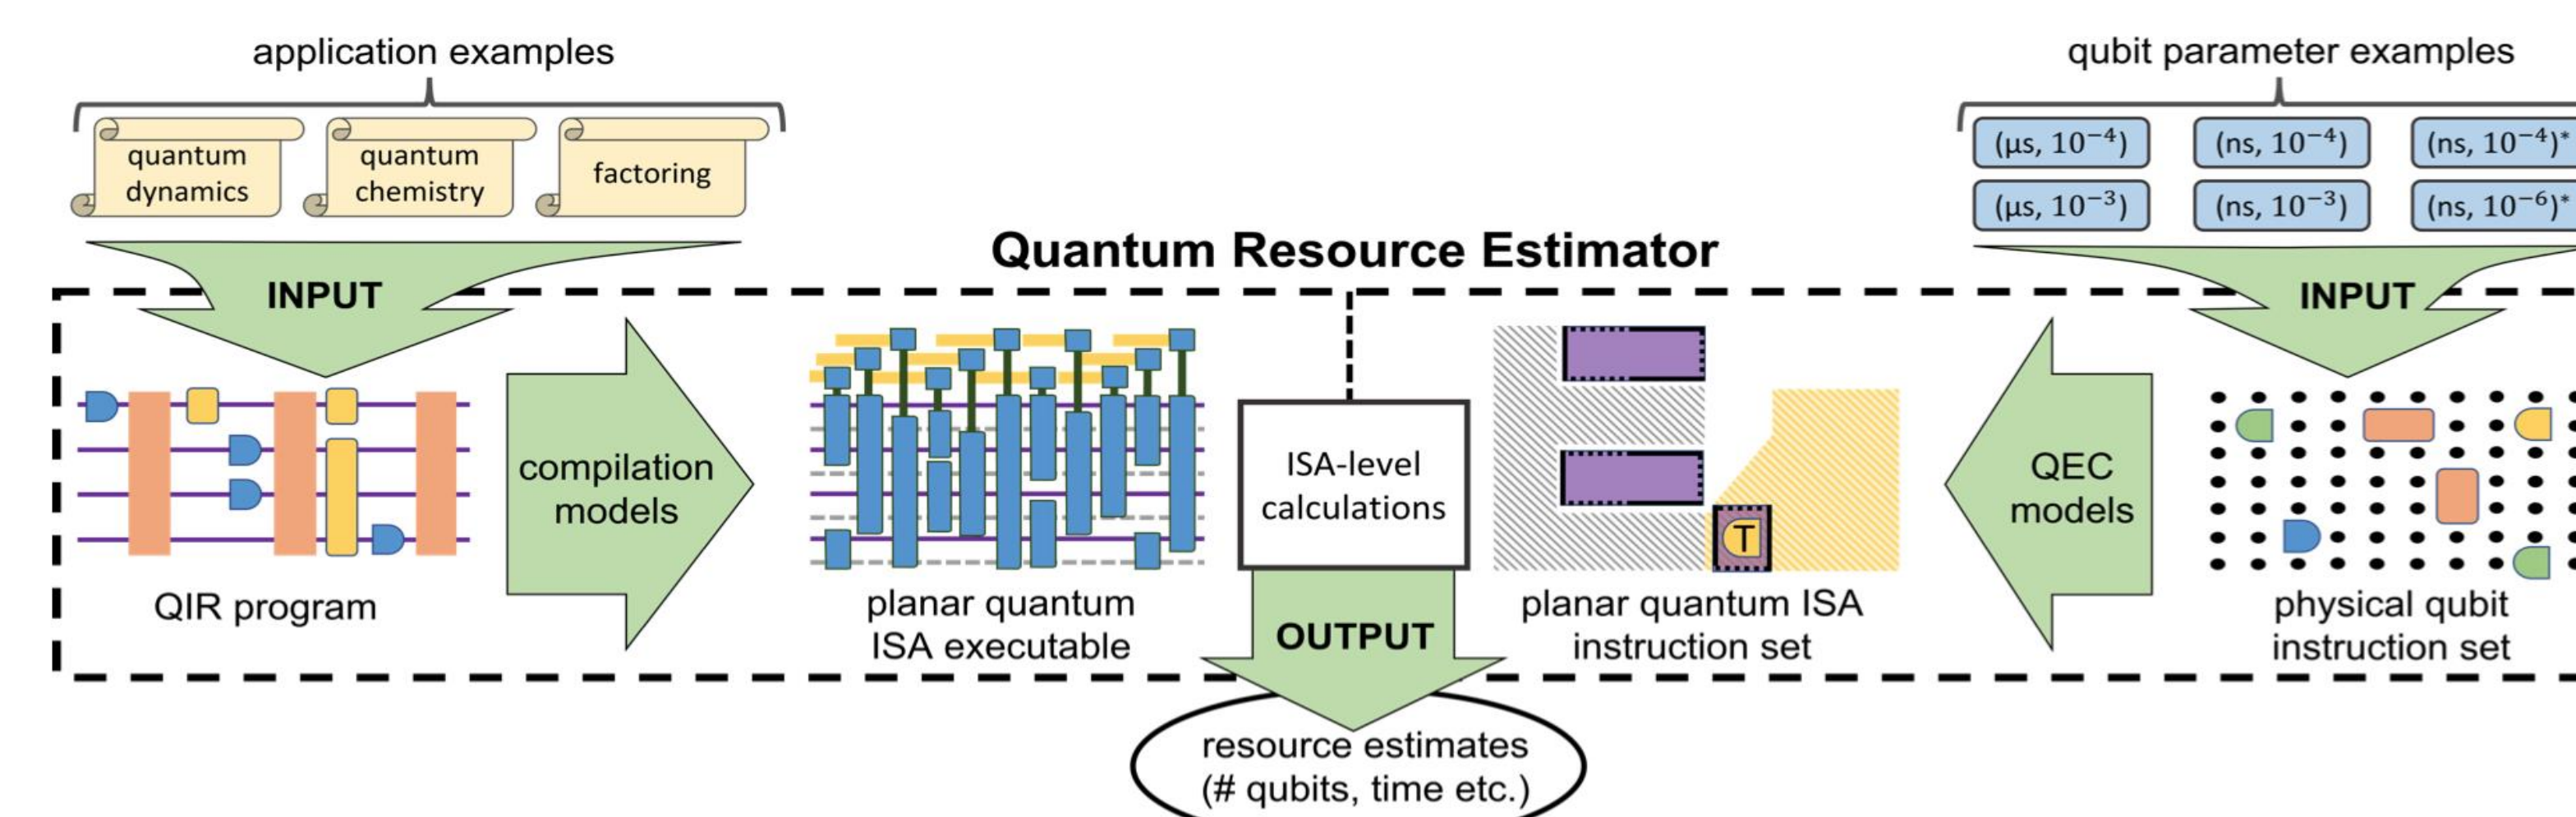 application examples
quantum
dynamics
quantum
chemistry
factoring
qubit parameter examples
(μs, 10⁻⁴)
(ns, 10⁻⁴)
(ns, 10⁻⁴)*
(μs, 10⁻³)
(ns, 10⁻³)
(ns, 10⁻⁶)*
Quantum Resource Estimator
INPUT
INPUT
compilation
models
ISA-level
calculations
T
QEC
models
QIR program
planar quantum
ISA executable
OUTPUT
planar quantum ISA
instruction set
physical qubit
instruction set
resource estimates
(# qubits, time etc.)